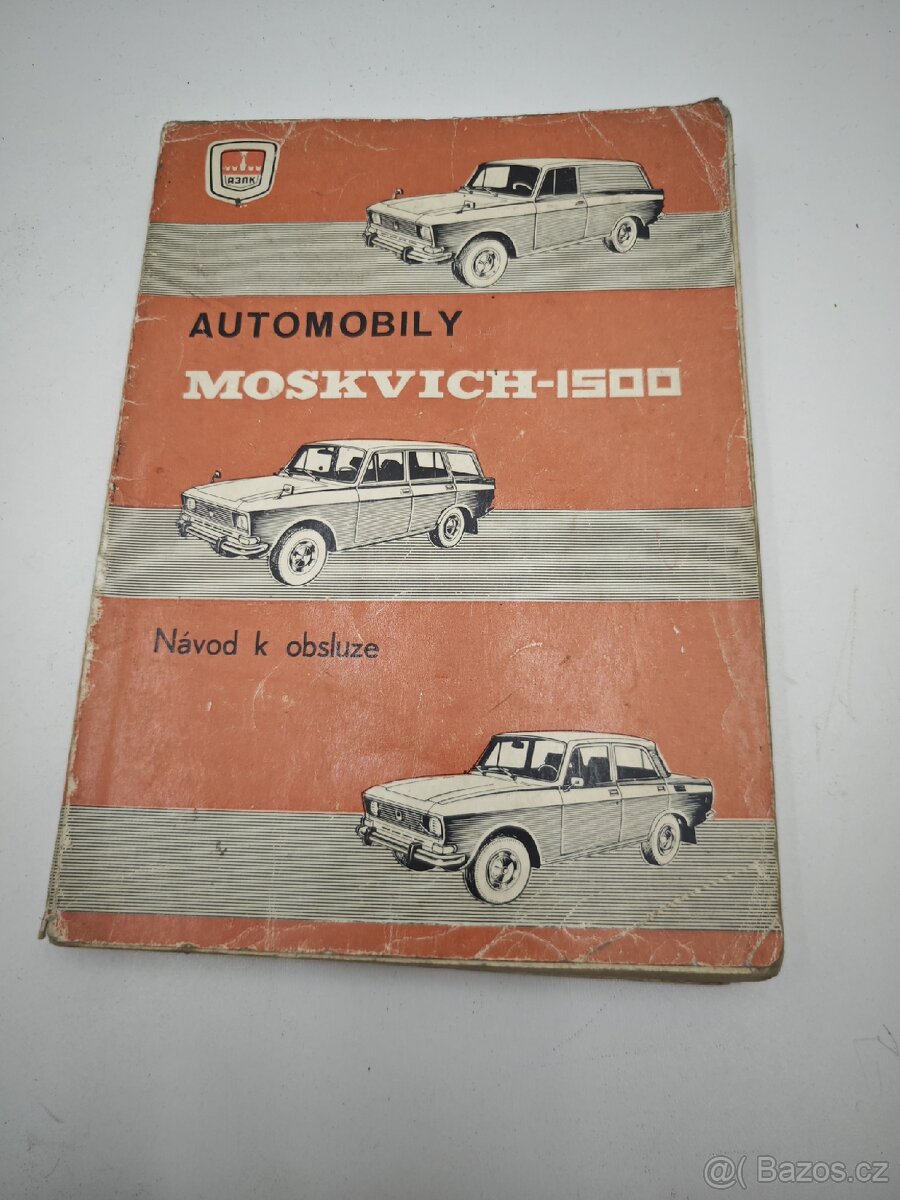 АЗЛК
AUTOMOBILY
MOSKVICH-1500
Návod k obsluze
@( Bazos.cz